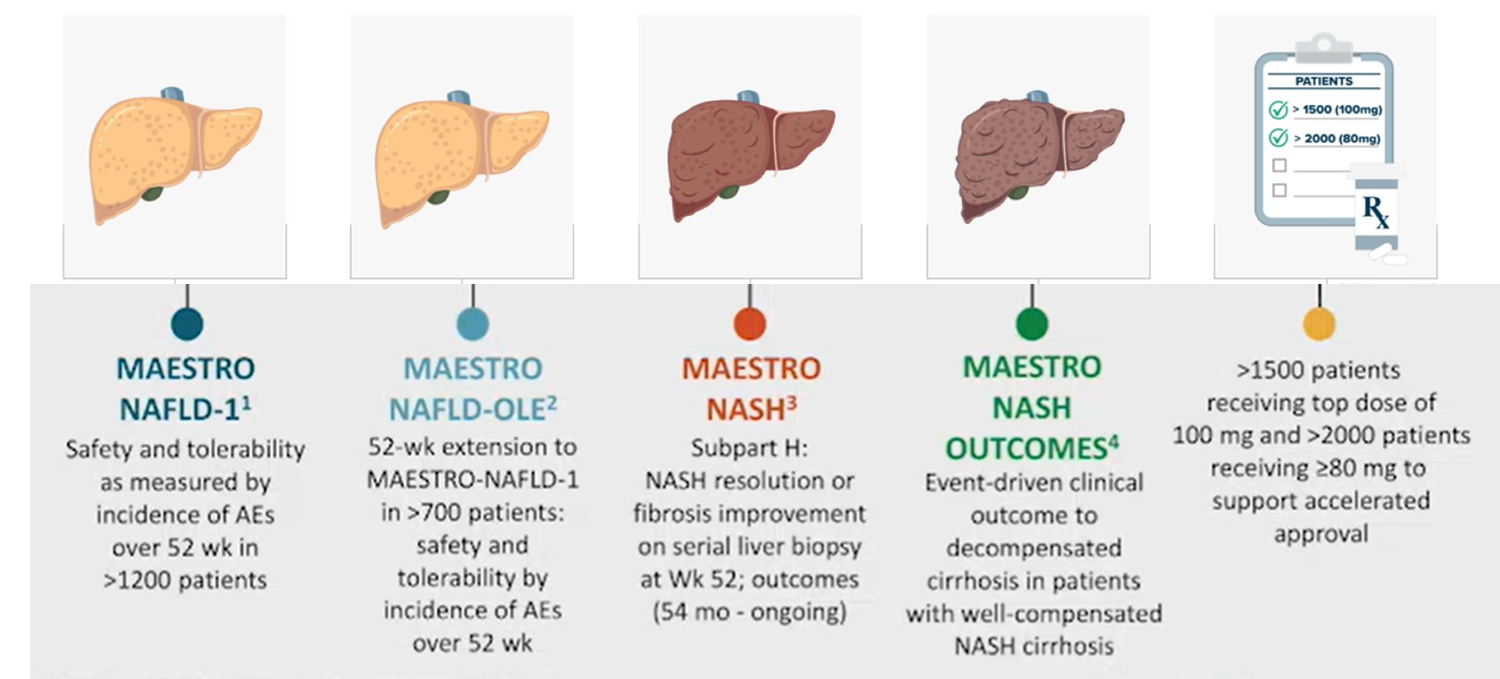 PATIENTS
> 1500 (100mg)
> 2000 (80mg)
Rx
MAESTRO
NAFLD-1¹
Safety and tolerability
as measured by
incidence of AEs
over 52 wk in
>1200 patients
MAESTRO
NAFLD-OLE²
52-wk extension to
MAESTRO-NAFLD-1
in >700 patients:
safety and
tolerability by
incidence of AEs
over 52 wk
MAESTRO
NASH³
Subpart H:
NASH resolution or
fibrosis improvement
on serial liver biopsy
at Wk 52; outcomes
(54 mo - ongoing)
MAESTRO
NASH
OUTCOMES⁴
Event-driven clinical
outcome to
decompensated
cirrhosis in patients
with well-compensated
NASH cirrhosis
>1500 patients
receiving top dose of
100 mg and >2000 patients
receiving ≥80 mg to
support accelerated
approval